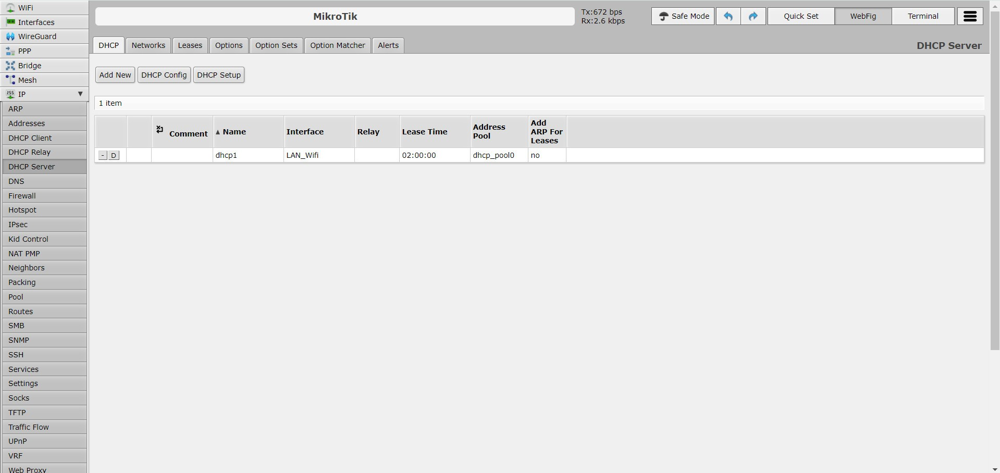 WiFi
Interfaces
WireGuard
PPP
Bridge
Mesh
255
IP ▼
ARP
Addresses
DHCP Client
DHCP Relay
DHCP Server
DNS
Firewall
Hotspot
IPsec
Kid Control
NAT PMP
Neighbors
Packing
Pool
Routes
SMB
SNMP
SSH
Services
Settings
Socks
TFTP
Traffic Flow
UPnP
VRF
Web Proxy
MikroTik
Tx:672 bps
Rx:2.6 kbps
Safe Mode
Quick Set
WebFig
Terminal
DHCP Networks Leases Options Option Sets Option Matcher Alerts
DHCP Server
Add New DHCP Config DHCP Setup
1 item
Comment ▲ Name Interface Relay Lease Time Address Pool Add ARP For Leases
- D dhcp1 LAN_Wifi 02:00:00 dhcp_pool0 no